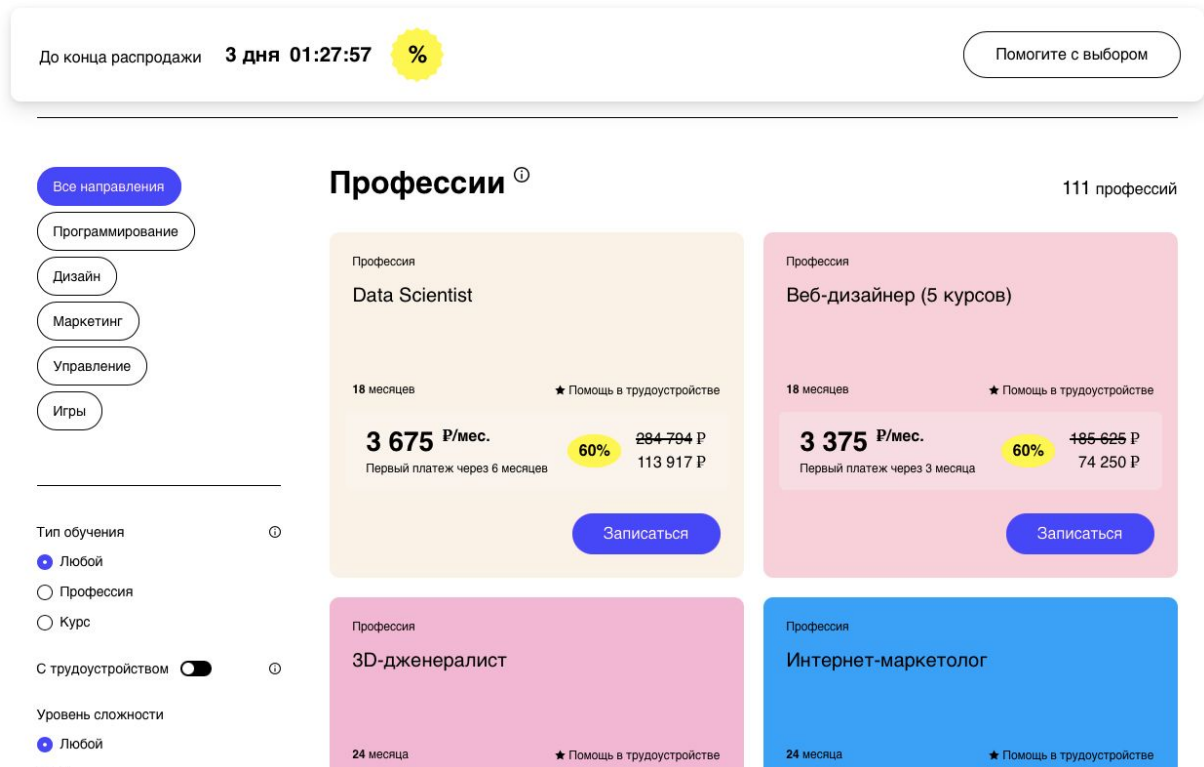 До конца распродажи 3 дня 01:27:57 % Помогите с выбором
Все направления
Программирование
Дизайн
Маркетинг
Управление
Игры
Тип обучения
Любой
Профессия
Курс
С трудоустройством
Уровень сложности
Любой
Профессии
111 профессий
Профессия
Data Scientist
18 месяцев ★ Помощь в трудоустройстве
3 675 ₽/мес.
Первый платеж через 6 месяцев
60%
284 794 ₽
113 917 ₽
Записаться
Профессия
Веб-дизайнер (5 курсов)
18 месяцев ★ Помощь в трудоустройстве
3 375 ₽/мес.
Первый платеж через 3 месяца
60%
185 625 ₽
74 250 ₽
Записаться
Профессия
3D-дженералист
24 месяца ★ Помощь в трудоустройстве
Профессия
Интернет-маркетолог
24 месяца ★ Помощь в трудоустройстве